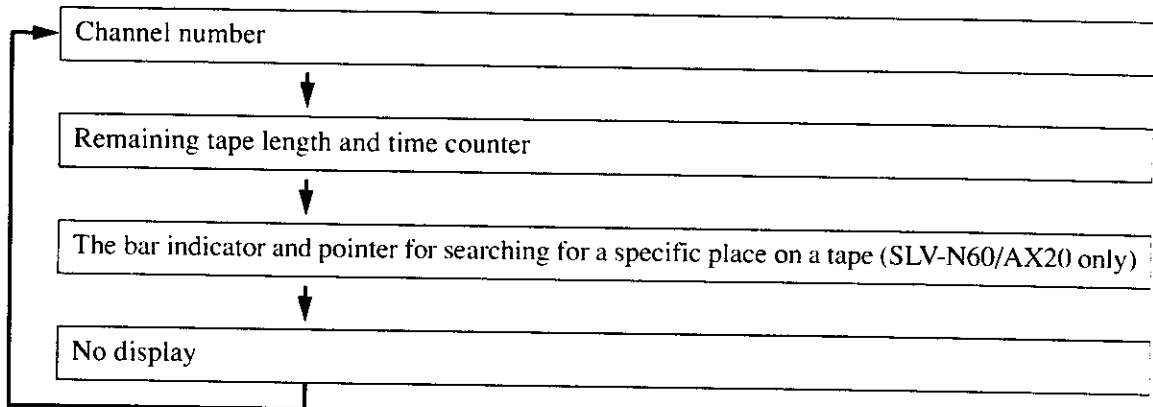 Channel number
Remaining tape length and time counter
The bar indicator and pointer for searching for a specific place on a tape (SLV-N60/AX20 only)
No display